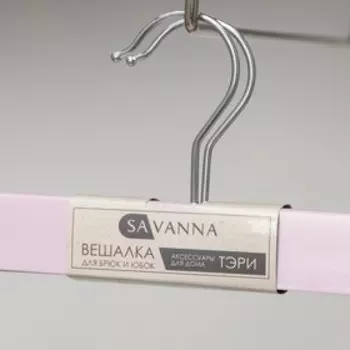 SAVANNA
ВЕШАЛКА
ДЛЯ БРЮК И ЮБОК
АКСЕССУАРЫ
ДЛЯ ДОМА
ТЭРИ